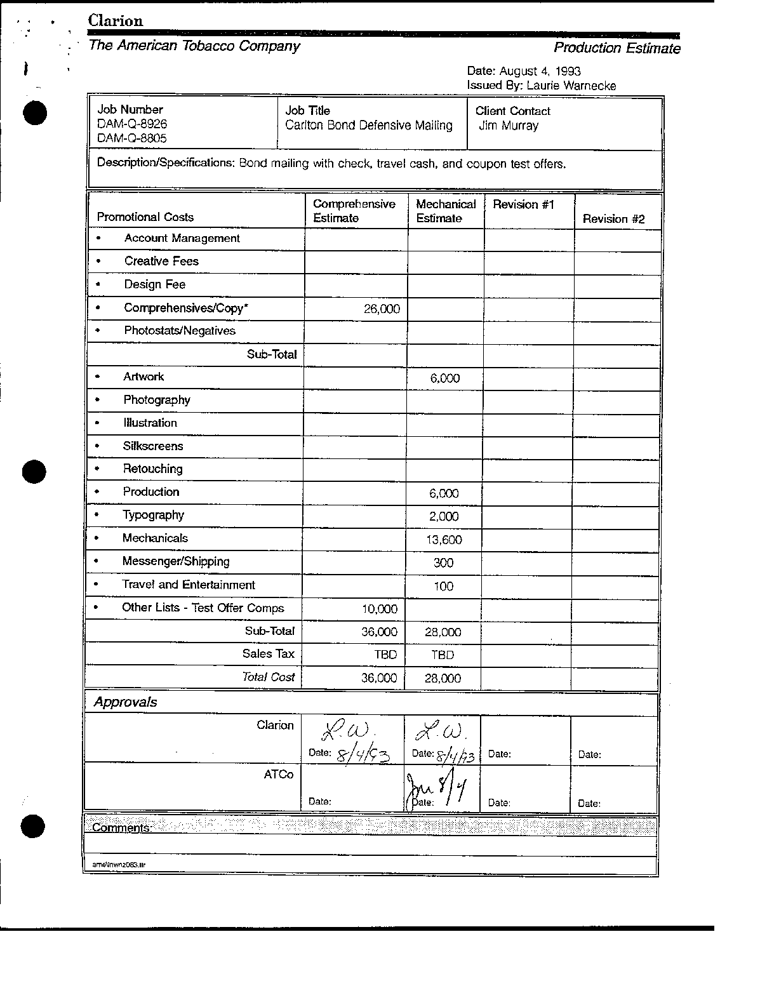 Clarion
The American Tobacco Company Production Estimate
Date: August 4, 1993
Issued By: Laurie Warnecke
Job Number Job Title Client Contact
DAM-Q-8926 Carlton Bond Defensive Mailing Jim Murray
DAM-Q-8805
Description/Specifications: Bond mailing with check, travel cash, and coupon test offers.
Promotional Costs Comprehensive Estimate Mechanical Estimate Revision #1 Revision #2
• Account Management
• Creative Fees
• Design Fee
• Comprehensives/Copy* 26,000
• Photostats/Negatives
Sub-Total
• Artwork 6,000
• Photography
• Illustration
• Silkscreens
• Retouching
• Production 6,000
• Typography 2,000
• Mechanicals 13,600
• Messenger/Shipping 300
• Travel and Entertainment 100
• Other Lists - Test Offer Comps 10,000
Sub-Total 36,000 28,000
Sales Tax TBD TBD
Total Cost 36,000 28,000
Approvals
Clarion L.W. L.W.
Date: 8/4/93 Date: 8/4/93 Date: Date:
ATCo Jm 8/4
Date: Date: Date: Date:
Comments: